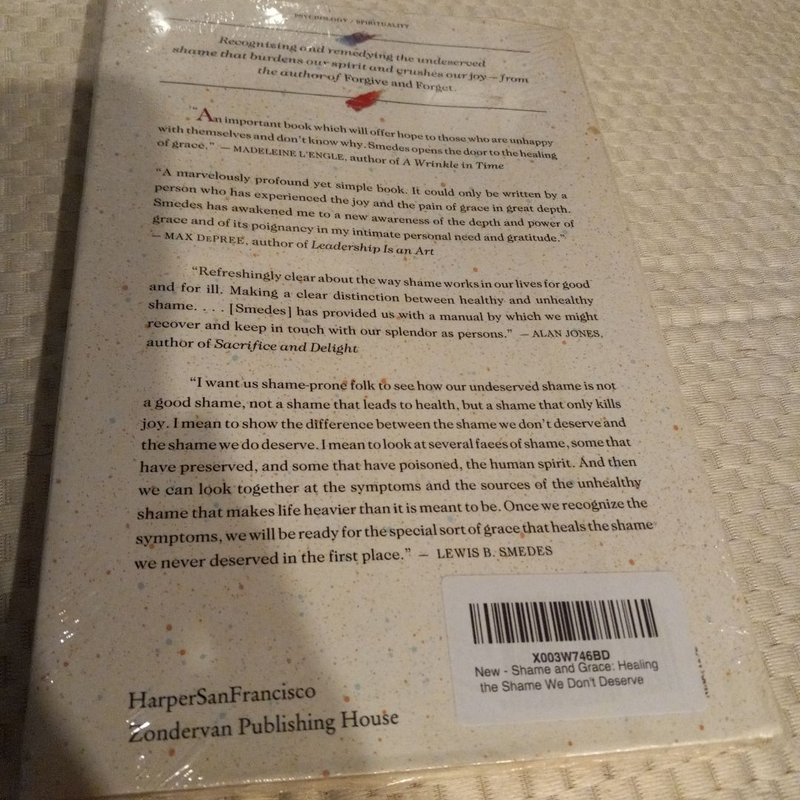 PSYCHOLOGY / SPIRITUALITY
Recognizing and remedying the undeserved
shame that burdens our spirit and crushes our joy – from
the author of Forgive and Forget.
"An important book which will offer hope to those who are unhappy
with themselves and don't know why. Smedes opens the door to the healing
of grace." — MADELEINE L'ENGLE, author of A Wrinkle in Time
"A marvelously profound yet simple book. It could only be written by a
person who has experienced the joy and the pain of grace in great depth.
Smedes has awakened me to a new awareness of the depth and power of
grace and of its poignancy in my intimate personal need and gratitude."
— MAX DePREE, author of Leadership Is an Art
"Refreshingly clear about the way shame works in our lives for good
and for ill. Making a clear distinction between healthy and unhealthy
shame. . . . [Smedes] has provided us with a manual by which we might
recover and keep in touch with our splendor as persons." — ALAN JONES,
author of Sacrifice and Delight
"I want us shame-prone folk to see how our undeserved shame is not
a good shame, not a shame that leads to health, but a shame that only kills
joy. I mean to show the difference between the shame we don't deserve and
the shame we do deserve. I mean to look at several faces of shame, some that
have preserved, and some that have poisoned, the human spirit. And then
we can look together at the symptoms and the sources of the unhealthy
shame that makes life heavier than it is meant to be. Once we recognize the
symptoms, we will be ready for the special sort of grace that heals the shame
we never deserved in the first place." — LEWIS B. SMEDES
X003W746BD
New - Shame and Grace: Healing
the Shame We Don't Deserve
HarperSanFrancisco
Zondervan Publishing House